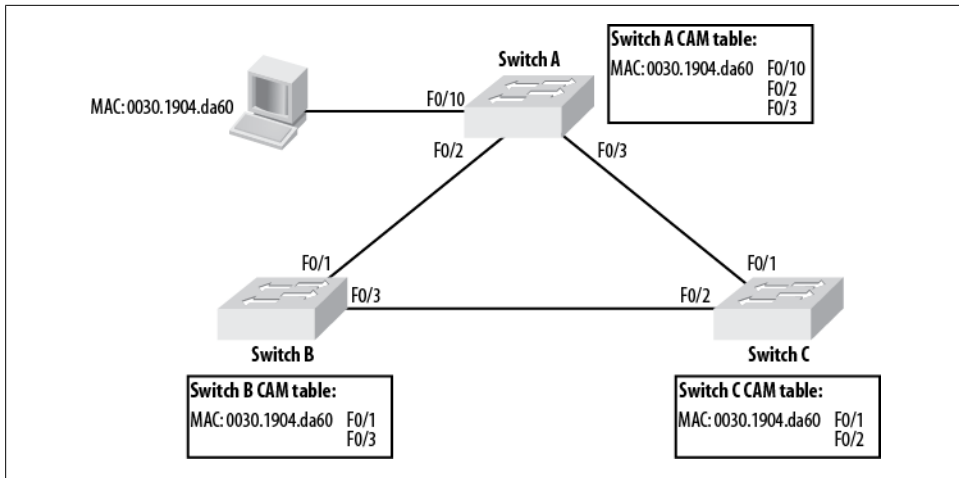 Switch A
Switch A CAM table:
MAC: 0030.1904.da60 F0/10
F0/2
F0/3
MAC: 0030.1904.da60
F0/10
F0/2
F0/3
F0/1
F0/3
F0/1
F0/2
Switch B
Switch C
Switch B CAM table:
MAC: 0030.1904.da60 F0/1
F0/3
Switch C CAM table:
MAC: 0030.1904.da60 F0/1
F0/2